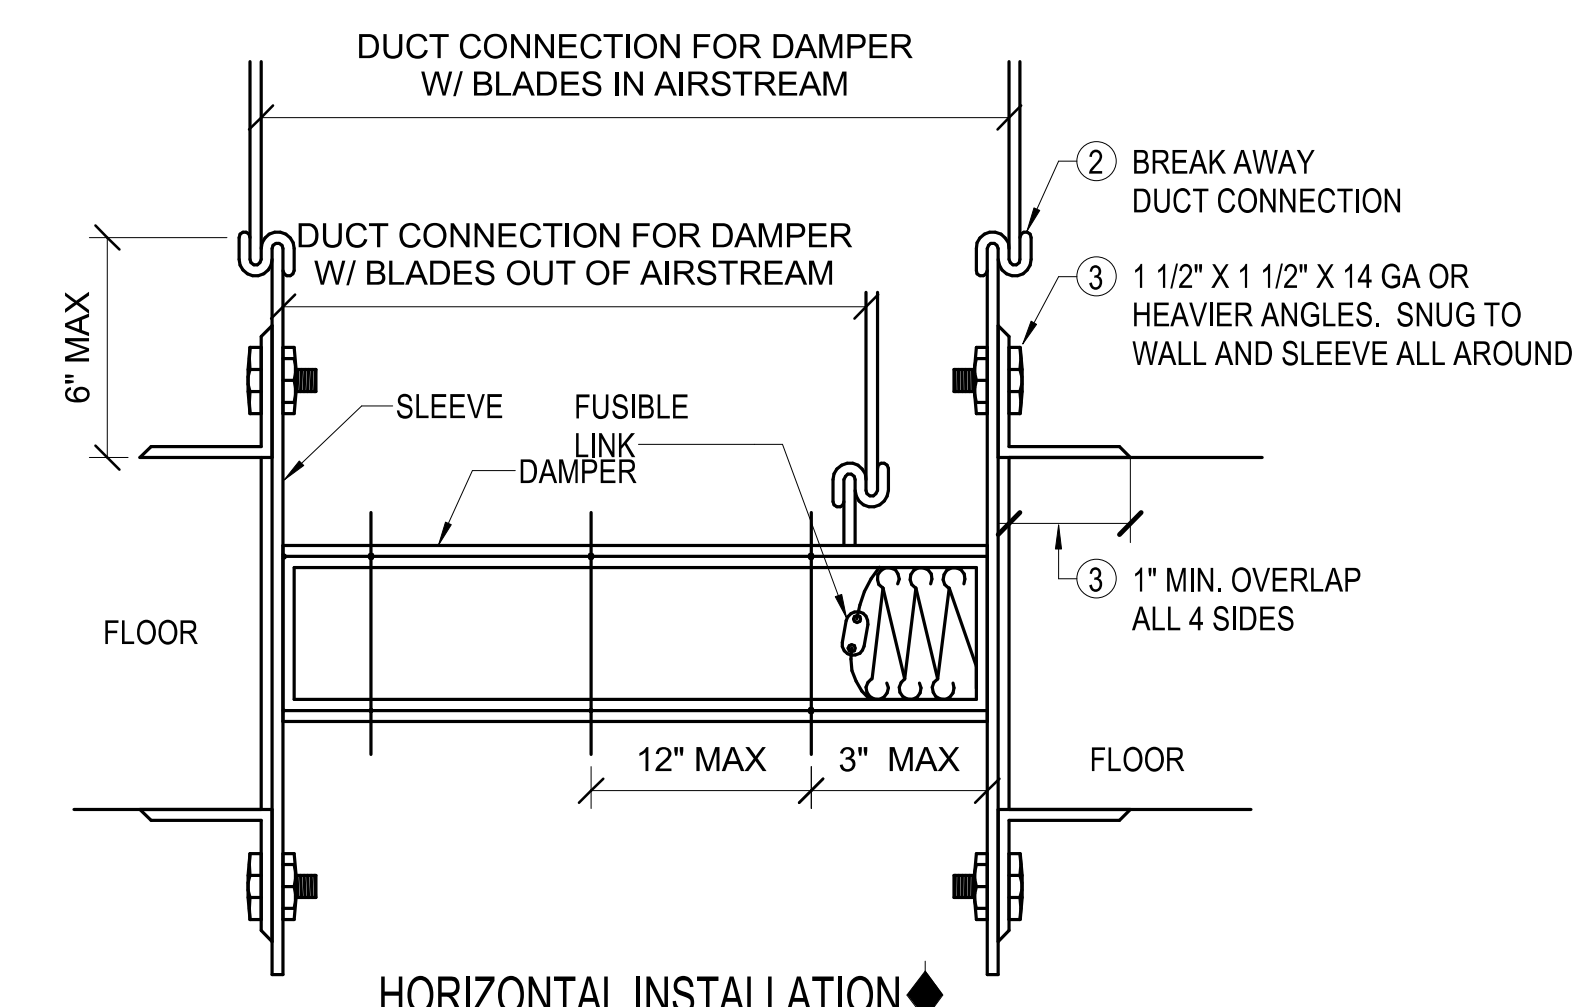 DUCT CONNECTION FOR DAMPER
W/ BLADES IN AIRSTREAM
2 BREAK AWAY
DUCT CONNECTION
DUCT CONNECTION FOR DAMPER
W/ BLADES OUT OF AIRSTREAM
3 1 1/2" X 1 1/2" X 14 GA OR
HEAVIER ANGLES. SNUG TO
WALL AND SLEEVE ALL AROUND
6" MAX
SLEEVE
FUSIBLE
LINK
DAMPER
3 1" MIN. OVERLAP
ALL 4 SIDES
FLOOR
12" MAX
3" MAX
FLOOR
HORIZONTAL INSTALLATION